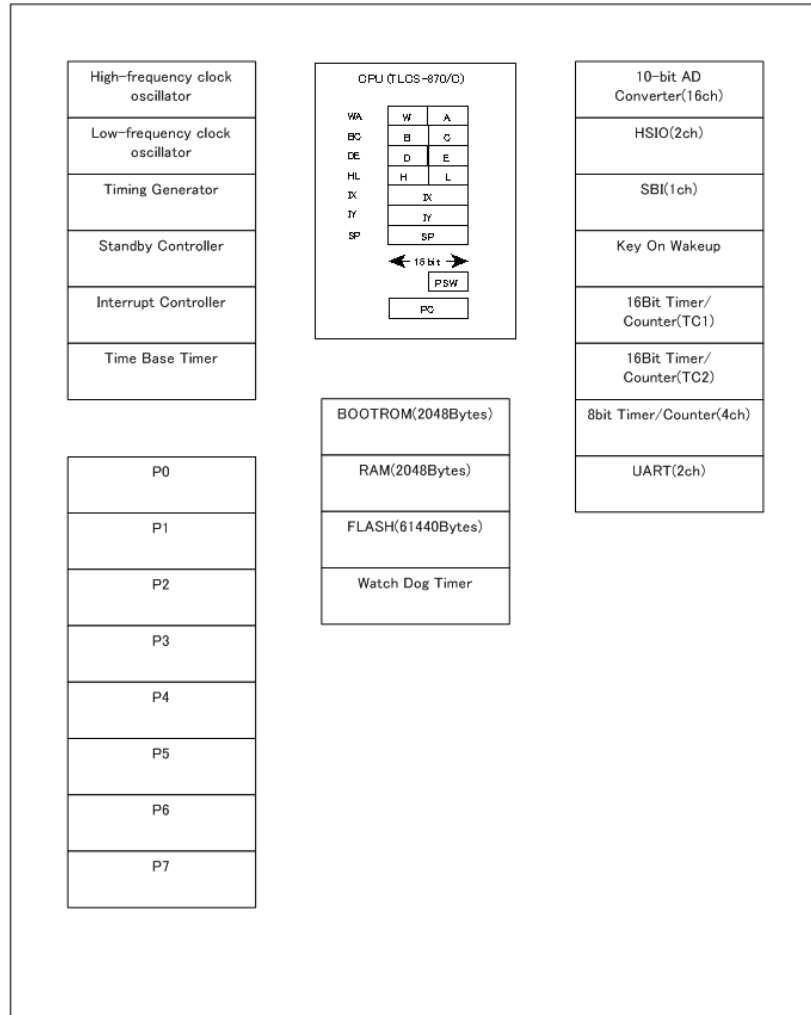 High-frequency clock
oscillator
Low-frequency clock
oscillator
Timing Generator
Standby Controller
Interrupt Controller
Time Base Timer
P0
P1
P2
P3
P4
P5
P6
P7
CPU (TLCS-870/C)
WA W A
BC B C
DE D E
HL H L
IX IX
IY IY
SP SP
16 bit
PSW
PC
BOOTROM(2048Bytes)
RAM(2048Bytes)
FLASH(61440Bytes)
Watch Dog Timer
10-bit AD
Converter(16ch)
HSIO(2ch)
SBI(1ch)
Key On Wakeup
16Bit Timer/
Counter(TC1)
16Bit Timer/
Counter(TC2)
8bit Timer/Counter(4ch)
UART(2ch)